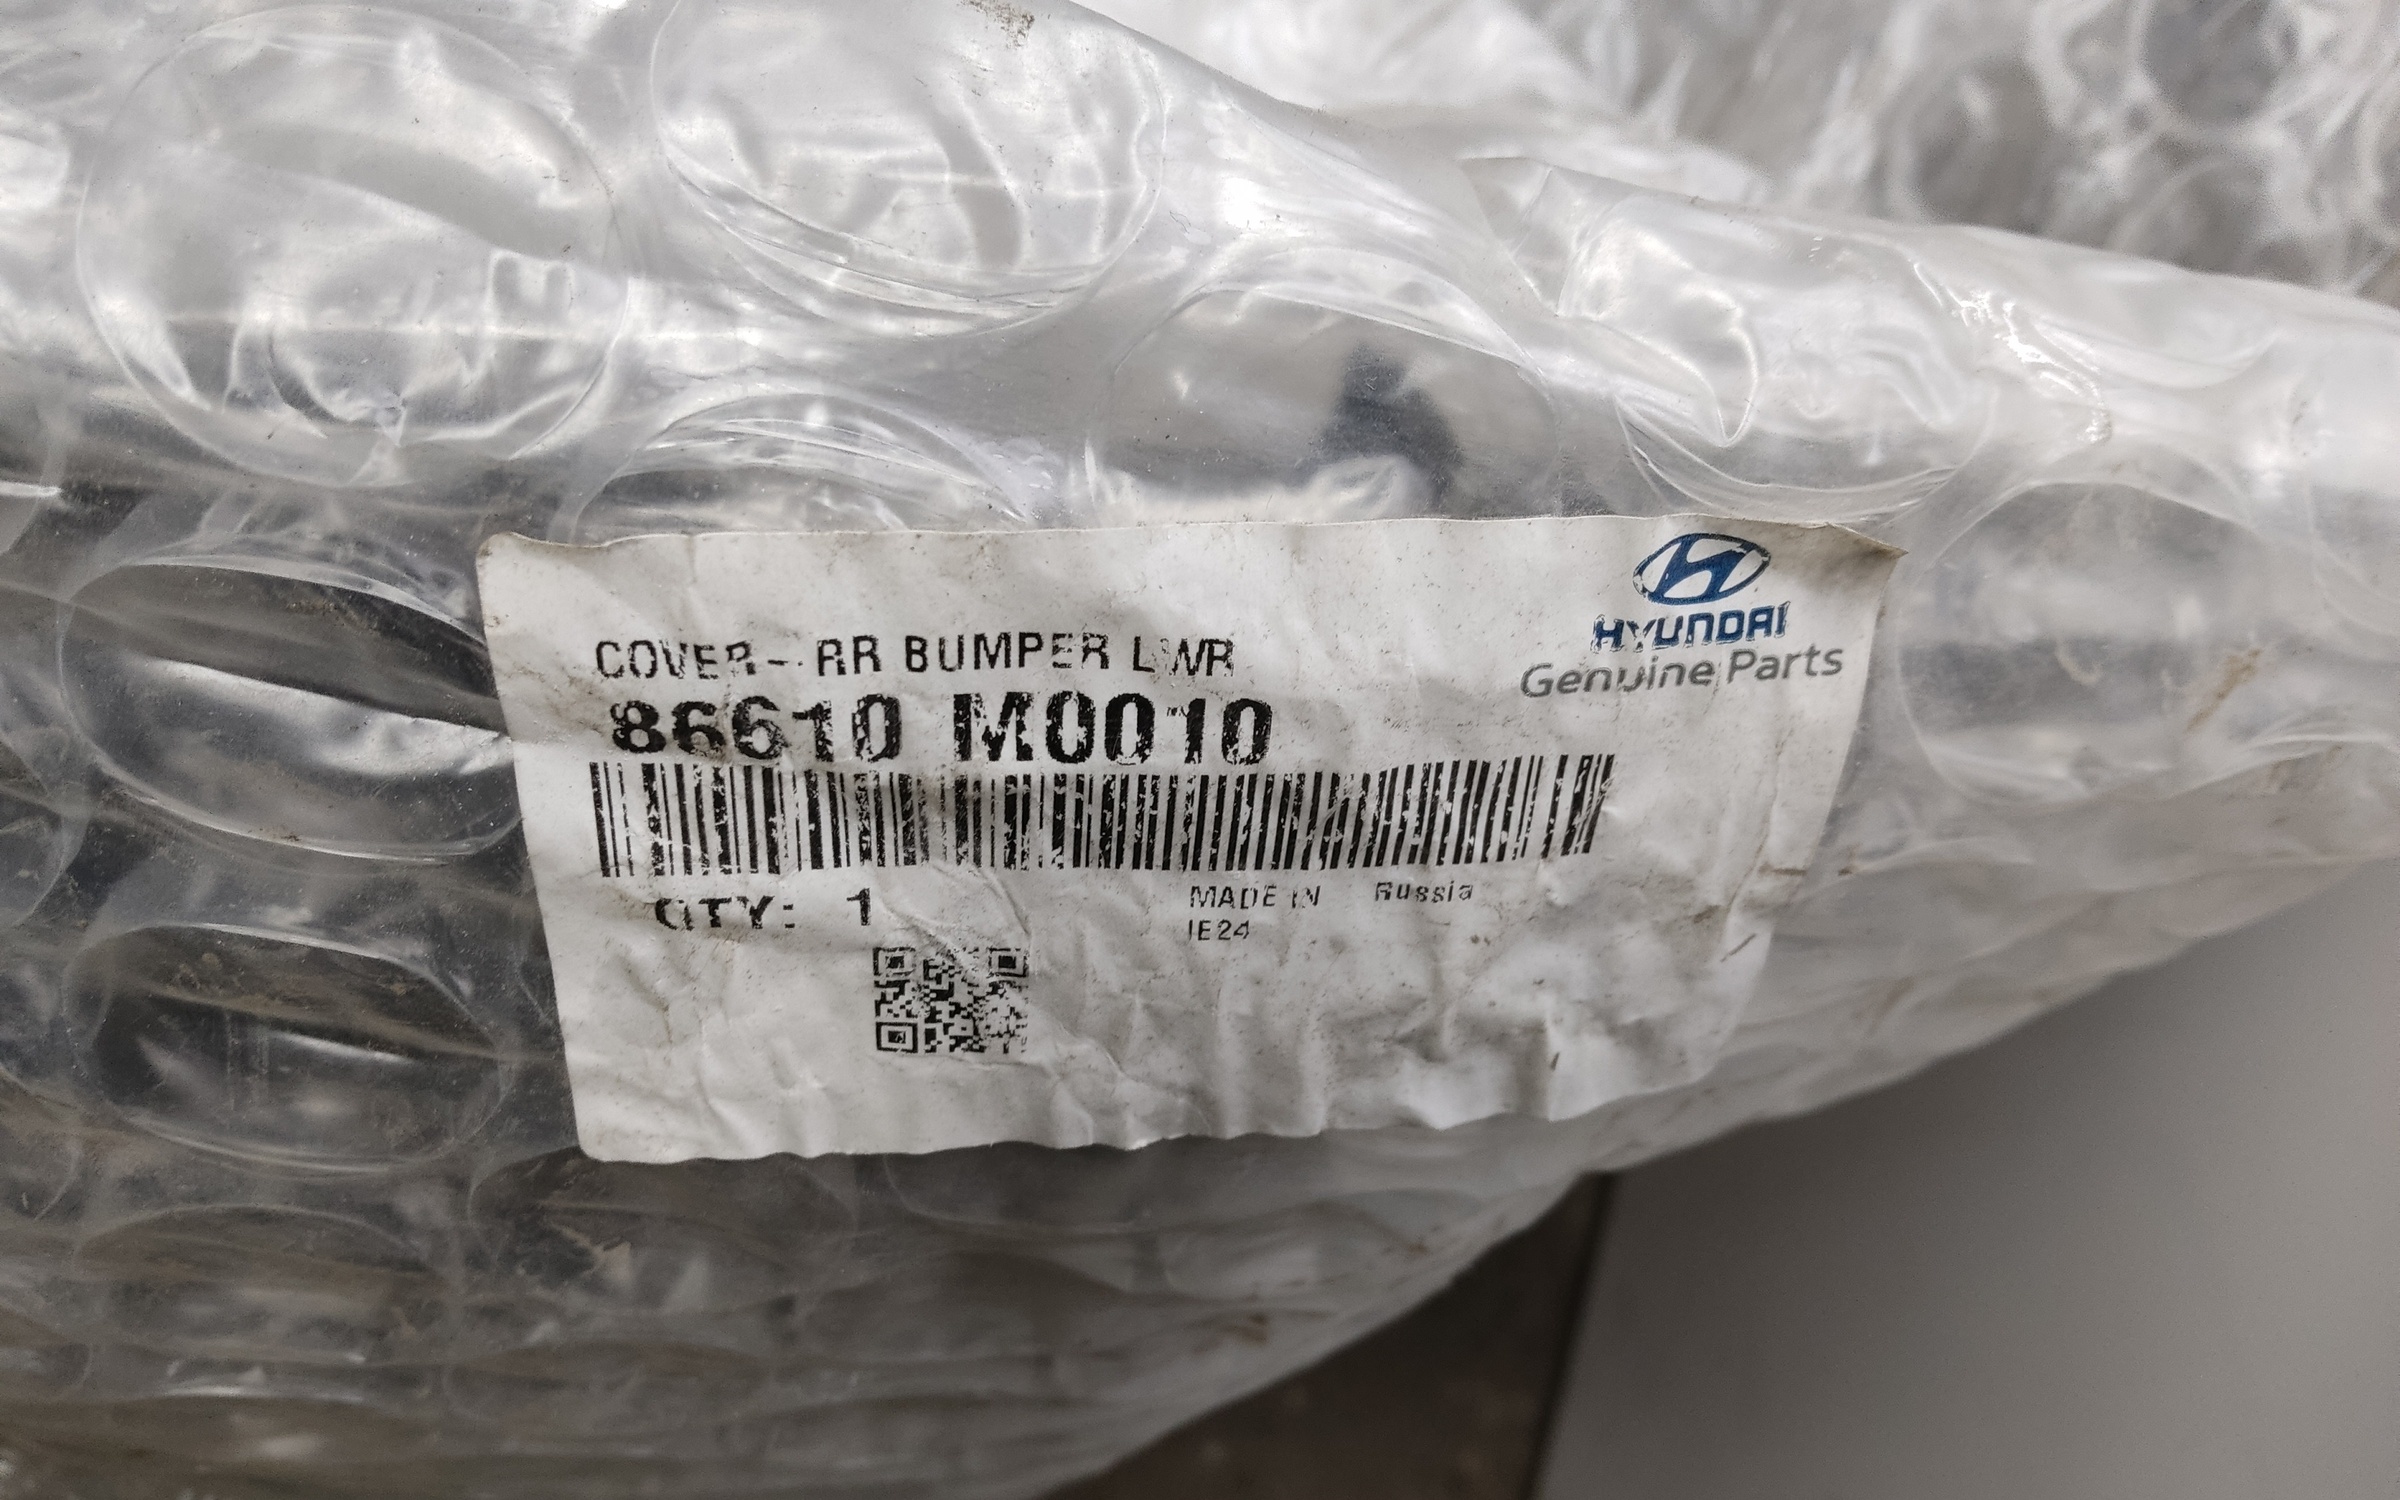 HYUNDAI
Genuine Parts
COVER- RR BUMPER LWR
86610 M0010
QTY: 1
MADE IN Russia
IE24